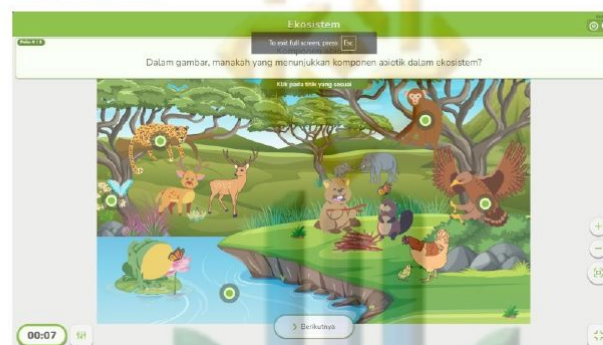 Ekosistem
To exit full screen, press Esc
Dalam gambar, manakah yang menunjukkan komponen abiotik dalam ekosistem?
Klik pada titik yang sesuai
00:07
Berikutnya